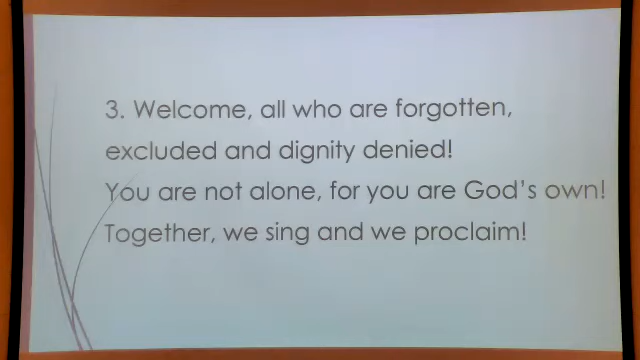 3. Welcome, all who are forgotten,
excluded and dignity denied!
You are not alone, for you are God's own!
Together, we sing and we proclaim!